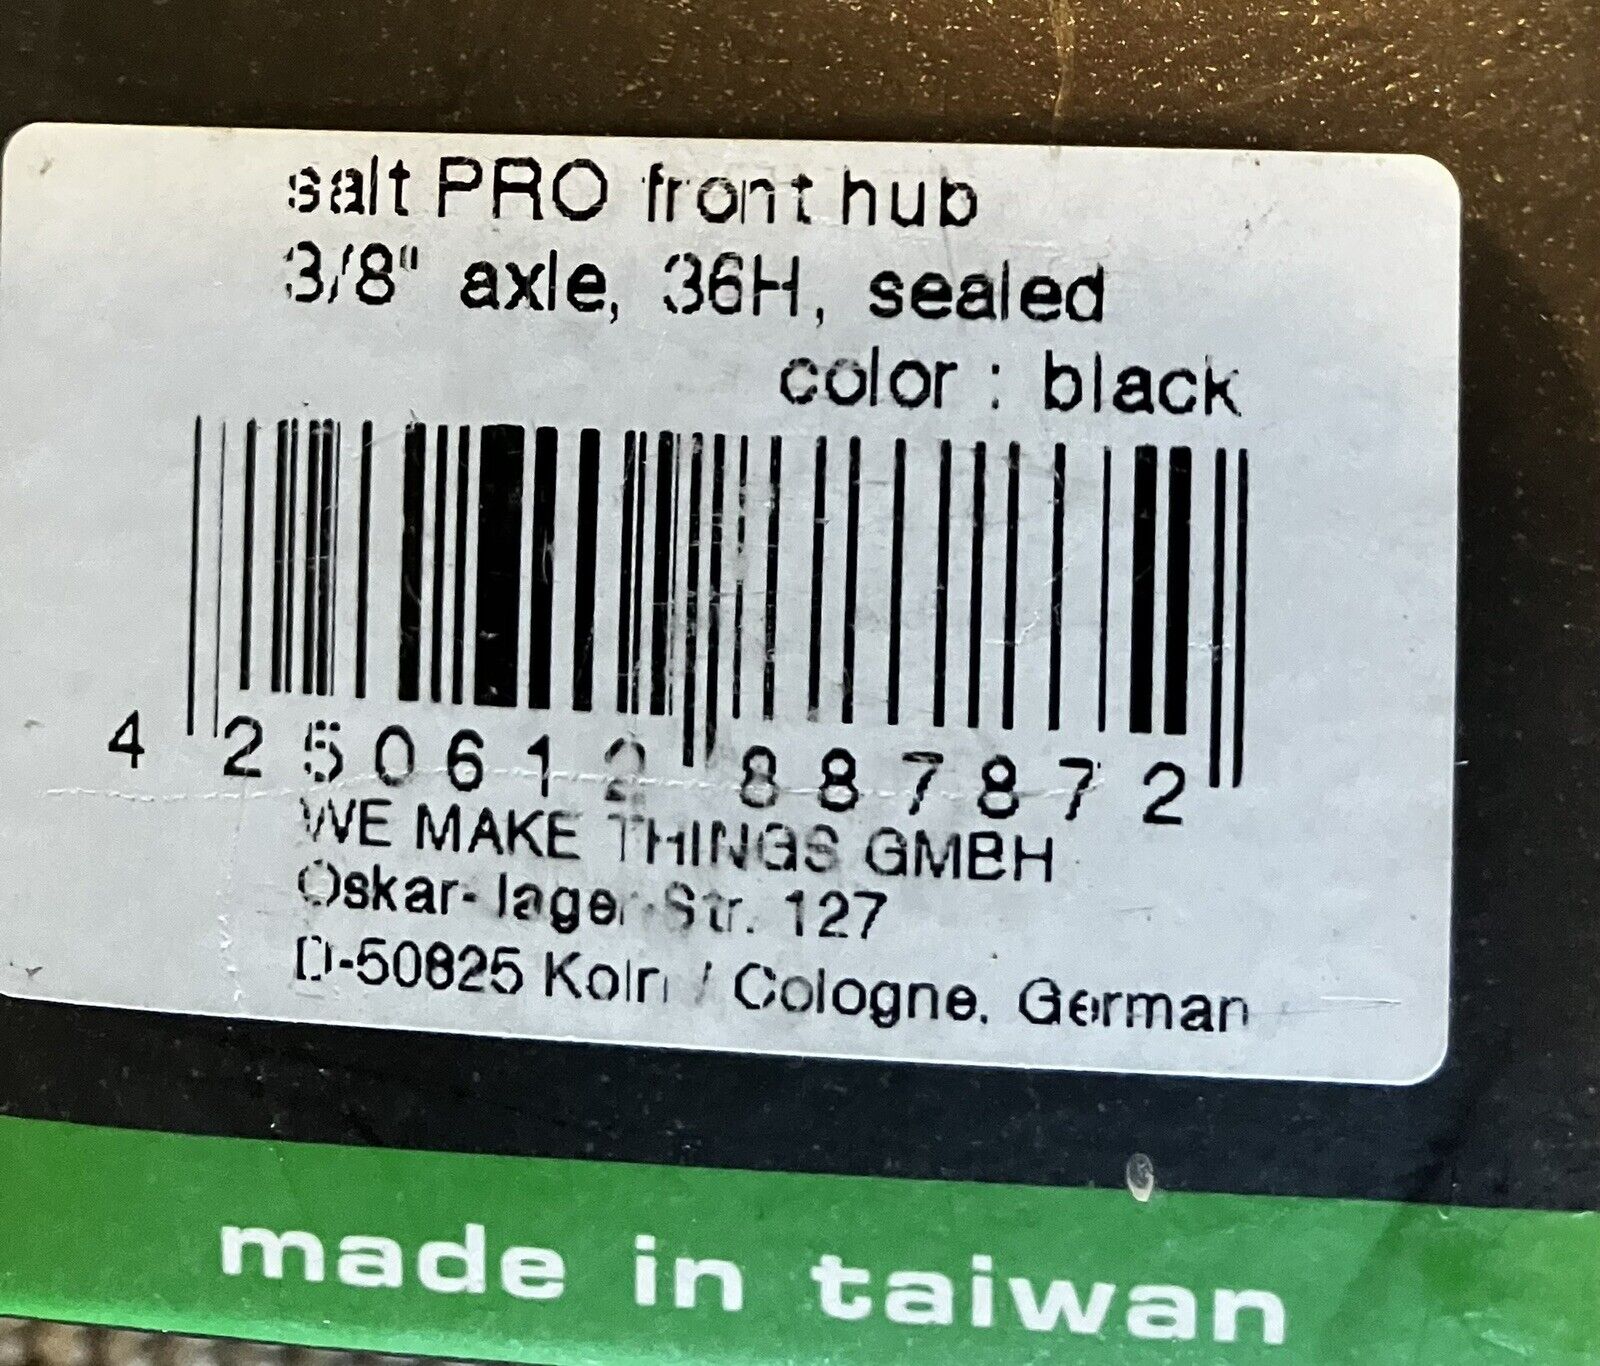 salt PRO front hub
3/8" axle, 36H, sealed
color : black
4 250612 887872
WE MAKE THINGS GMBH
Oskar-Jager-Str. 127
D-50825 Koln / Cologne, German
made in taiwan